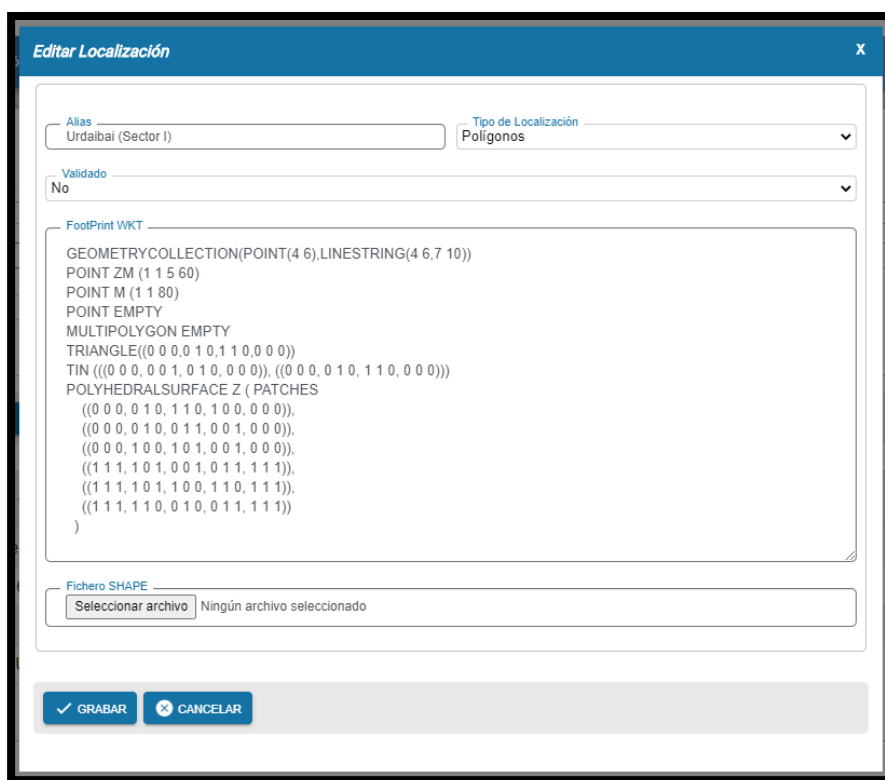 Editar Localización X
Alias
Urdaibai (Sector I)
Tipo de Localización
Polígonos
Validado
No
FootPrint WKT
GEOMETRYCOLLECTION(POINT(4 6),LINESTRING(4 6,7 10))
POINT ZM (1 1 5 60)
POINT M (1 1 80)
POINT EMPTY
MULTIPOLYGON EMPTY
TRIANGLE((0 0 0,0 1 0,1 1 0,0 0 0))
TIN (((0 0 0, 0 0 1, 0 1 0, 0 0 0)), ((0 0 0, 0 1 0, 1 1 0, 0 0 0)))
POLYHEDRALSURFACE Z ( PATCHES
((0 0 0, 0 1 0, 1 1 0, 1 0 0, 0 0 0)),
((0 0 0, 0 1 0, 0 1 1, 0 0 1, 0 0 0)),
((0 0 0, 1 0 0, 1 0 1, 0 0 1, 0 0 0)),
((1 1 1, 1 0 1, 0 0 1, 0 1 1, 1 1 1)),
((1 1 1, 1 0 1, 1 0 0, 1 1 0, 1 1 1)),
((1 1 1, 1 1 0, 0 1 0, 0 1 1, 1 1 1))
)
Fichero SHAPE
Seleccionar archivo Ningún archivo seleccionado
GRABAR CANCELAR